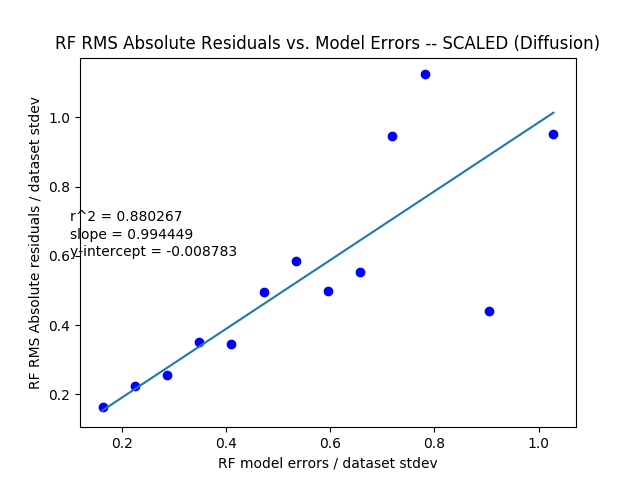 RF RMS Absolute Residuals vs. Model Errors -- SCALED (Diffusion)
RF RMS Absolute residuals / dataset stdev
1.0
0.8
0.6
0.4
0.2
r^2 = 0.880267
slope = 0.994449
y-intercept = -0.008783
0.2 0.4 0.6 0.8 1.0
RF model errors / dataset stdev